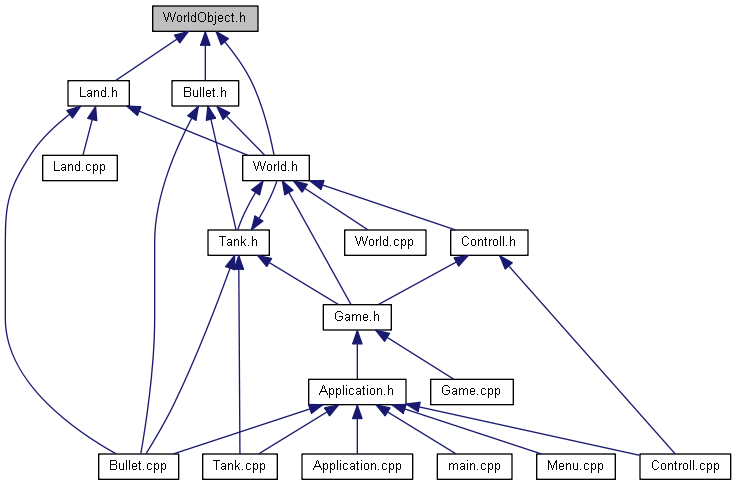 WorldObject.h
Land.h
Bullet.h
Land.cpp
World.h
Tank.h
World.cpp
Controll.h
Game.h
Application.h
Game.cpp
Bullet.cpp
Tank.cpp
Application.cpp
main.cpp
Menu.cpp
Controll.cpp